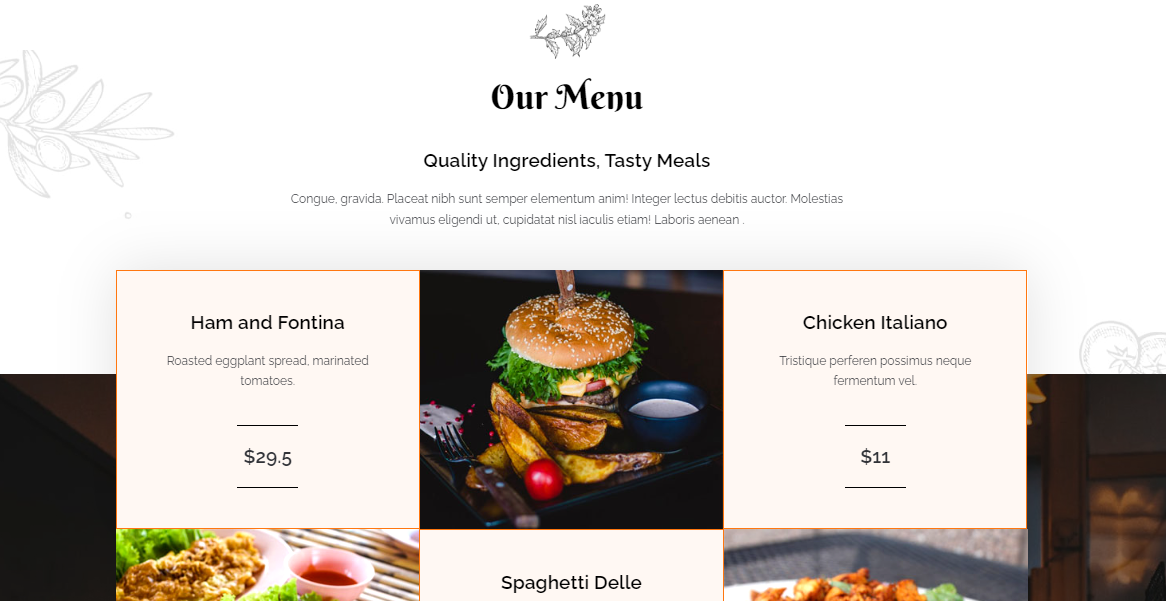 Our Menu
Quality Ingredients, Tasty Meals
Congue, gravida. Placeat nibh sunt semper elementum anim! Integer lectus debitis auctor. Molestias
vivamus eligendi ut, cupidatat nisl iaculis etiam! Laboris aenean .
Ham and Fontina
Roasted eggplant spread, marinated
tomatoes.
$29.5
Chicken Italiano
Tristique perferen possimus neque
fermentum vel.
$11
Spaghetti Delle